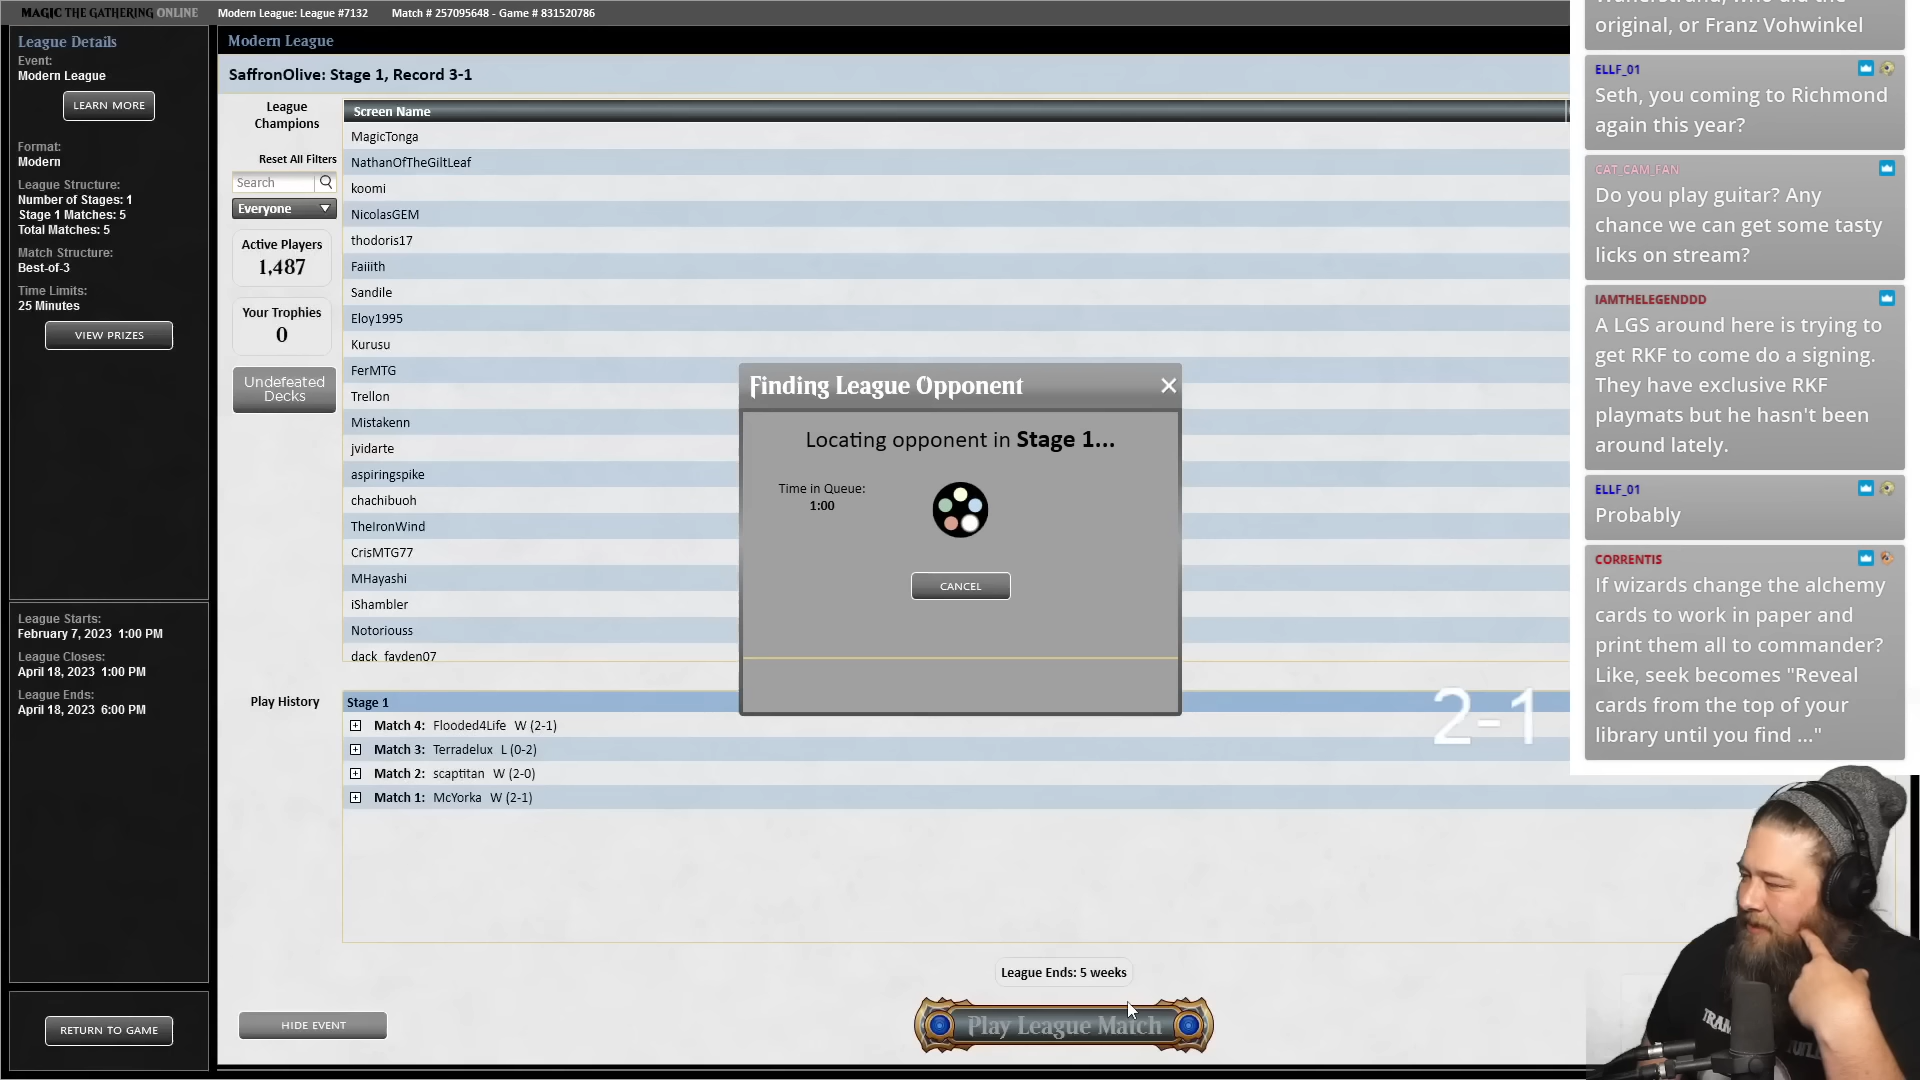 MAGIC THE GATHERING ONLINE
Modern League: League #7132
Match # 257095648 - Game # 831520786
League Details
Event:
Modern League
LEARN MORE
Format:
Modern
League Structure:
Number of Stages: 1
Stage 1 Matches: 5
Total Matches: 5
Match Structure:
Best-of-3
Time Limits:
25 Minutes
VIEW PRIZES
League Starts:
February 7, 2023 1:00 PM
League Closes:
April 18, 2023 1:00 PM
League Ends:
April 18, 2023 6:00 PM
RETURN TO GAME
Modern League
SaffronOlive: Stage 1, Record 3-1
League
Champions
Reset All Filters
Search
Everyone
Active Players
1,487
Your Trophies
0
Undefeated
Decks
Screen Name
MagicTonga
NathanOfTheGiltLeaf
koomi
NicolasGEM
thodoris17
Faiiith
Sandile
Eloy1995
Kurusu
FerMTG
Trellon
Mistakenn
jvidarte
aspiringspike
chachibuoh
TheIronWind
CrisMTG77
MHayashi
iShambler
Notoriouss
dack_fayden07
Finding League Opponent
Locating opponent in Stage 1...
Time in Queue:
1:00
CANCEL
Play History
Stage 1
Match 4: Flooded4Life W (2-1)
Match 3: Terradelux L (0-2)
Match 2: scaptitan W (2-0)
Match 1: McYorka W (2-1)
2-1
League Ends: 5 weeks
HIDE EVENT
Play League Match
original, or Franz Vohwinkel
ELLF_01
Seth, you coming to Richmond
again this year?
CAT_CAM_FAN
Do you play guitar? Any
chance we can get some tasty
licks on stream?
IAMTHELEGENDDD
A LGS around here is trying to
get RKF to come do a signing.
They have exclusive RKF
playmats but he hasn't been
around lately.
ELLF_01
Probably
CORRENTIS
If wizards change the alchemy
cards to work in paper and
print them all to commander?
Like, seek becomes "Reveal
cards from the top of your
library until you find ..."